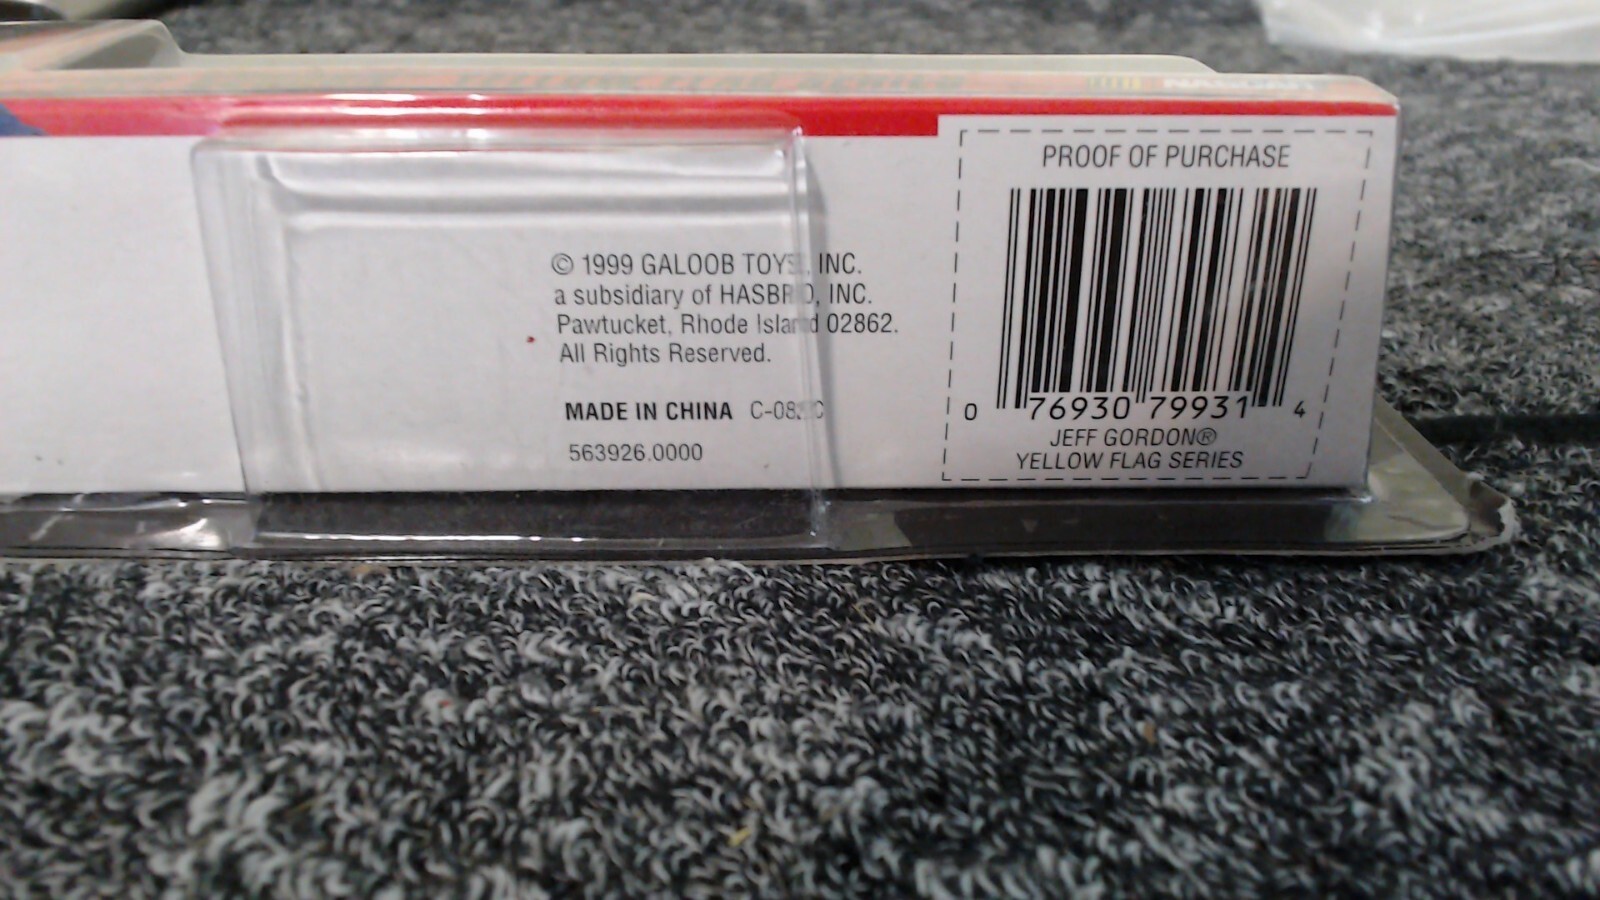 © 1999 GALOOB TOYS, INC.
a subsidiary of HASBRO, INC.
Pawtucket, Rhode Island 02862.
All Rights Reserved.
MADE IN CHINA
563926.0000
PROOF OF PURCHASE
0 76930 79931 4
JEFF GORDON®
YELLOW FLAG SERIES